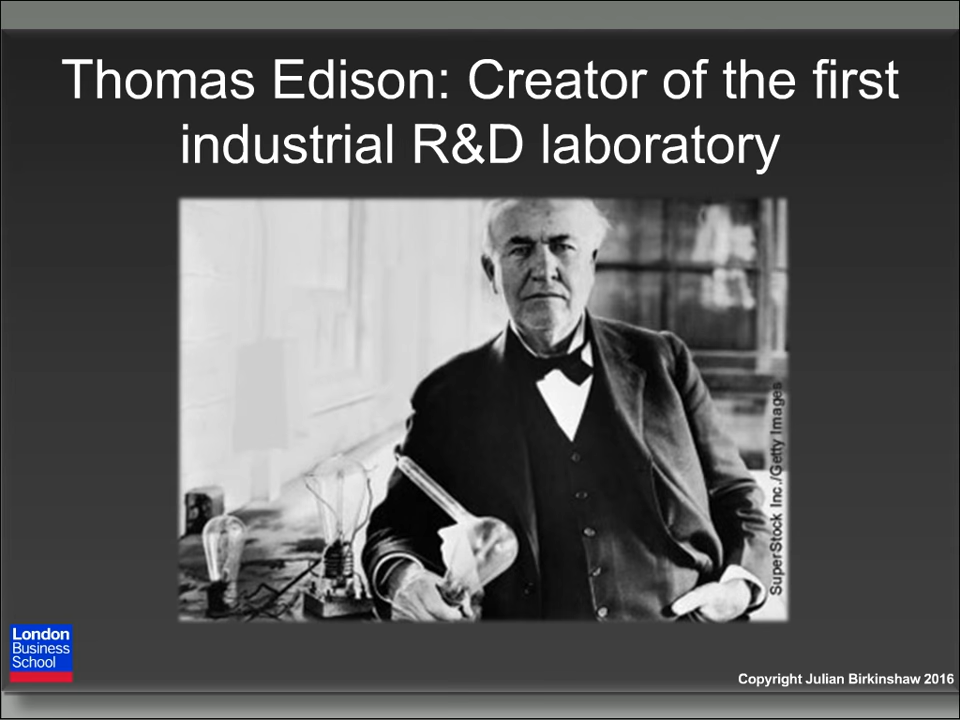 Thomas Edison: Creator of the first
industrial R&D laboratory
SuperStock Inc./Getty Images
London
Business
School
Copyright Julian Birkinshaw 2016